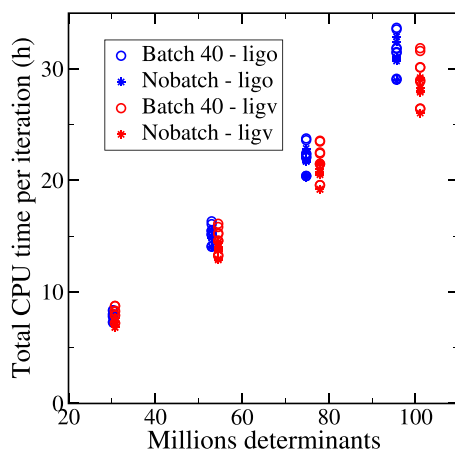 Total CPU time per iteration (h)
30
20
10
0
Batch 40 - ligo
Nobatch - ligo
Batch 40 - ligv
Nobatch - ligv
20 40 60 80 100
Millions determinants